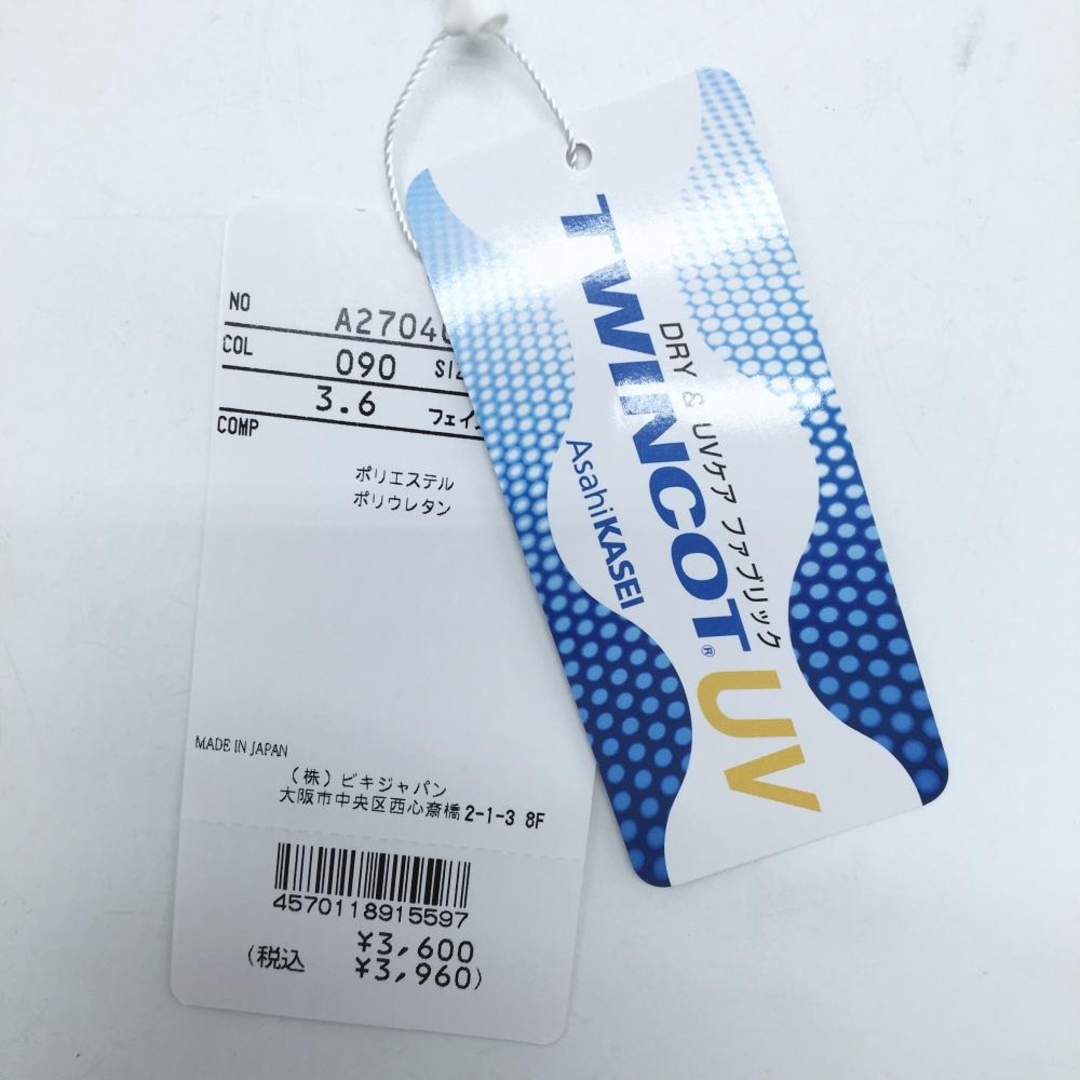 NO
COL 090
3.6
COMP
ポリエステル
ポリウレタン
MADE IN JAPAN
(株)ビキジャパン
大阪市中央区西心斎橋2-1-3 8F
4570118915597
¥3,600
(税込 ¥3,960)
DRY & UVケア ファブリック
TWINCOT® UV
AsahiKASEI